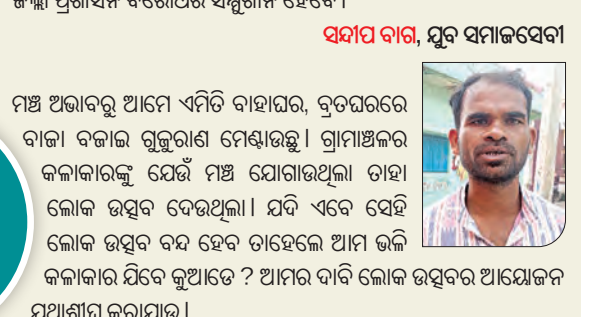 ଜିଲ୍ଲା ପ୍ରଶାସନ ବିରୋଧର ସମ୍ମୁଖୀନ ହେବେ।
ସନ୍ଦୀପ ବାଗ, ଯୁବ ସମାଜସେବୀ
ମଞ୍ଚ ଅଭାବରୁ ଆମେ ଏମିତି ବାହାଘର, ବ୍ରତଘରରେ
ବାଜା ବଜାଇ ଗୁଜୁରାଣ ମେଣ୍ଟାଉଛୁ। ଗ୍ରାମାଞ୍ଚଳର
କଳାକାରଙ୍କୁ ଯେଉଁ ମଞ୍ଚ ଯୋଗାଉଥିଲା ତାହା
ଲୋକ ଉତ୍ସବ ଦେଉଥିଲା। ଯଦି ଏବେ ସେହି
ଲୋକ ଉତ୍ସବ ବନ୍ଦ ହେବ ତାହେଲେ ଆମ ଭଳି
କଳାକାର ଯିବେ କୁଆଡେ ? ଆମର ଦାବି ଲୋକ ଉତ୍ସବର ଆୟୋଜନ
ଯଥାଶୀଘ୍ର କରାଯାଉ।